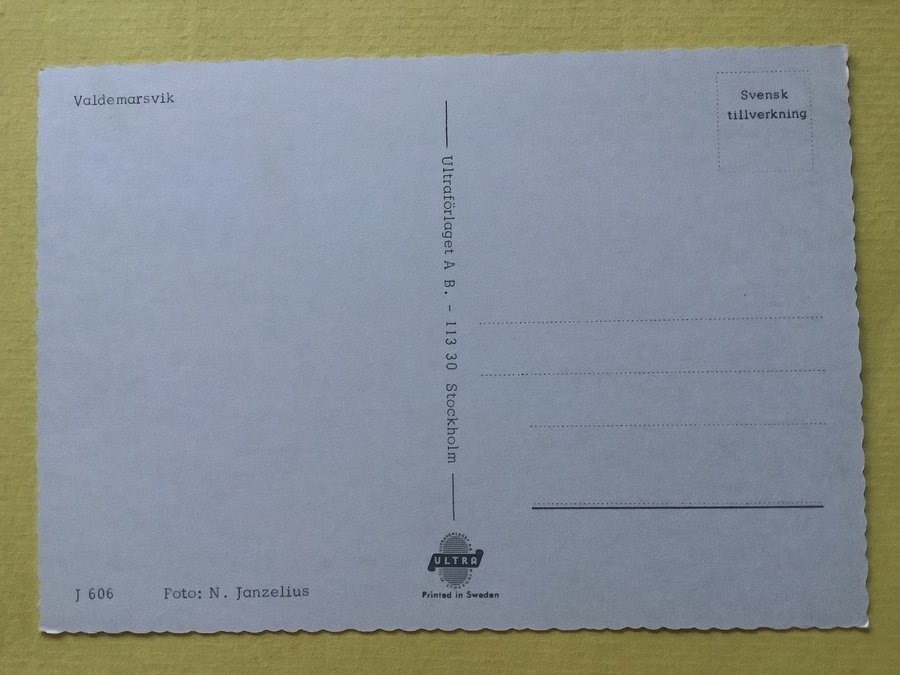 Valdemarsvik
Svensk
tillverkning
Ultraförlaget A B. - 113 30 Stockholm
ULTRA
Printed in Sweden
J 606 Foto: N. Janzelius